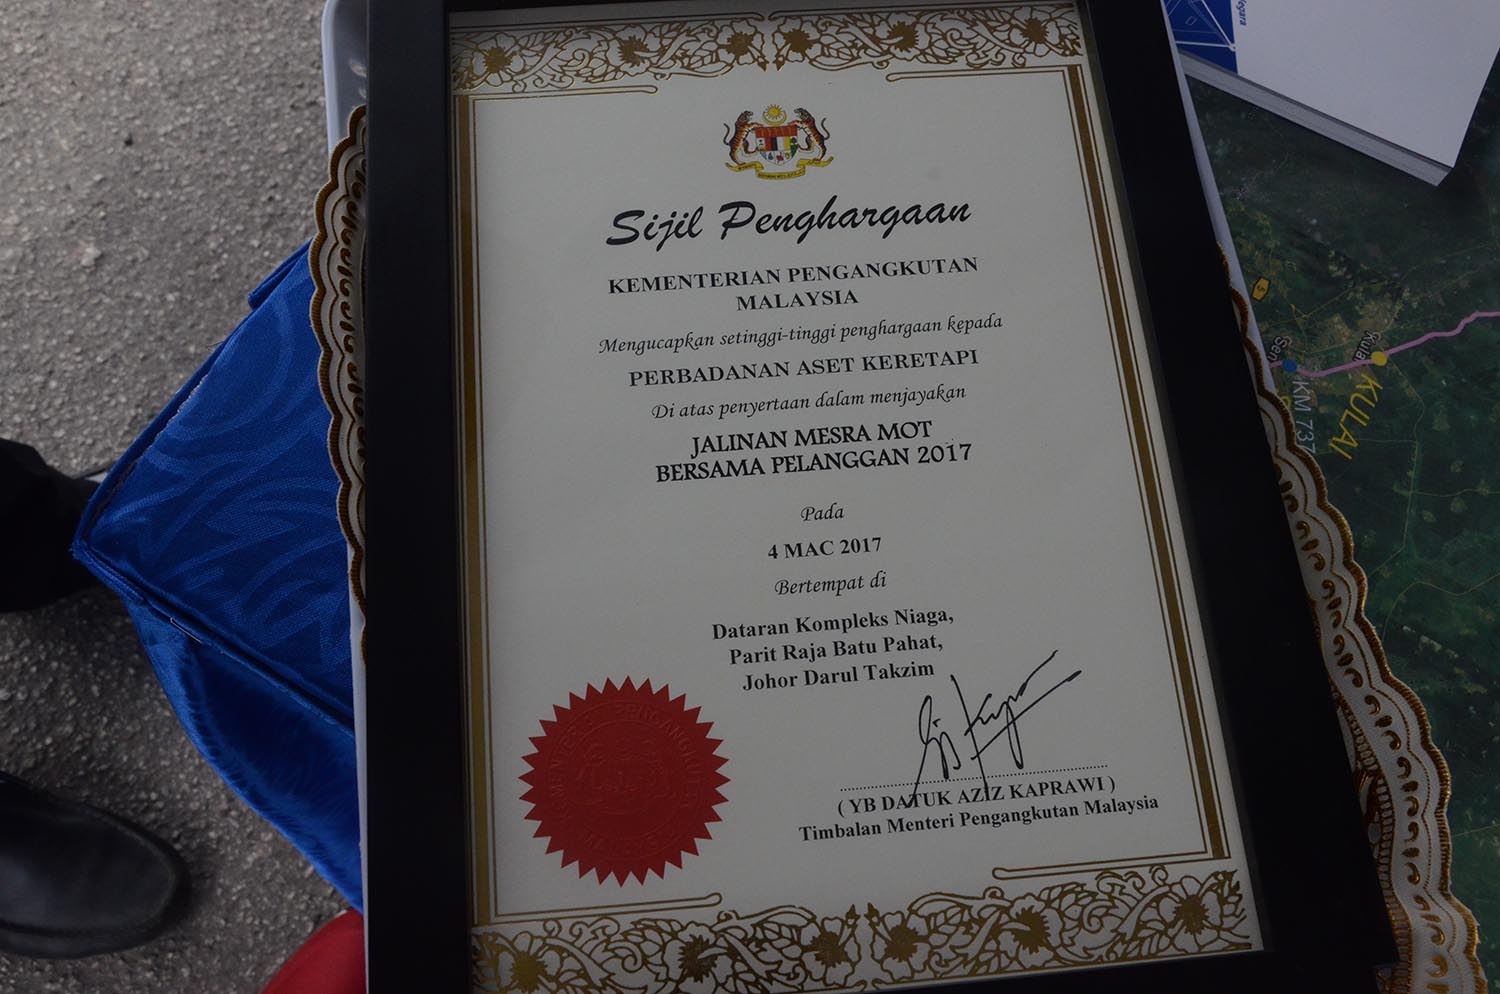 Sijil Penghargaan
KEMENTERIAN PENGANGKUTAN
MALAYSIA
Mengucapkan setinggi-tinggi penghargaan kepada
PERBADANAN ASET KERETAPI
Di atas penyertaan dalam menjayakan
JALINAN MESRA MOT
BERSAMA PELANGGAN 2017
Pada
4 MAC 2017
Bertempat di
Dataran Kompleks Niaga,
Parit Raja Batu Pahat,
Johor Darul Takzim
( YB DATUK AZIZ KAPRAWI )
Timbalan Menteri Pengangkutan Malaysia
Kulai
KULAI
KM 737